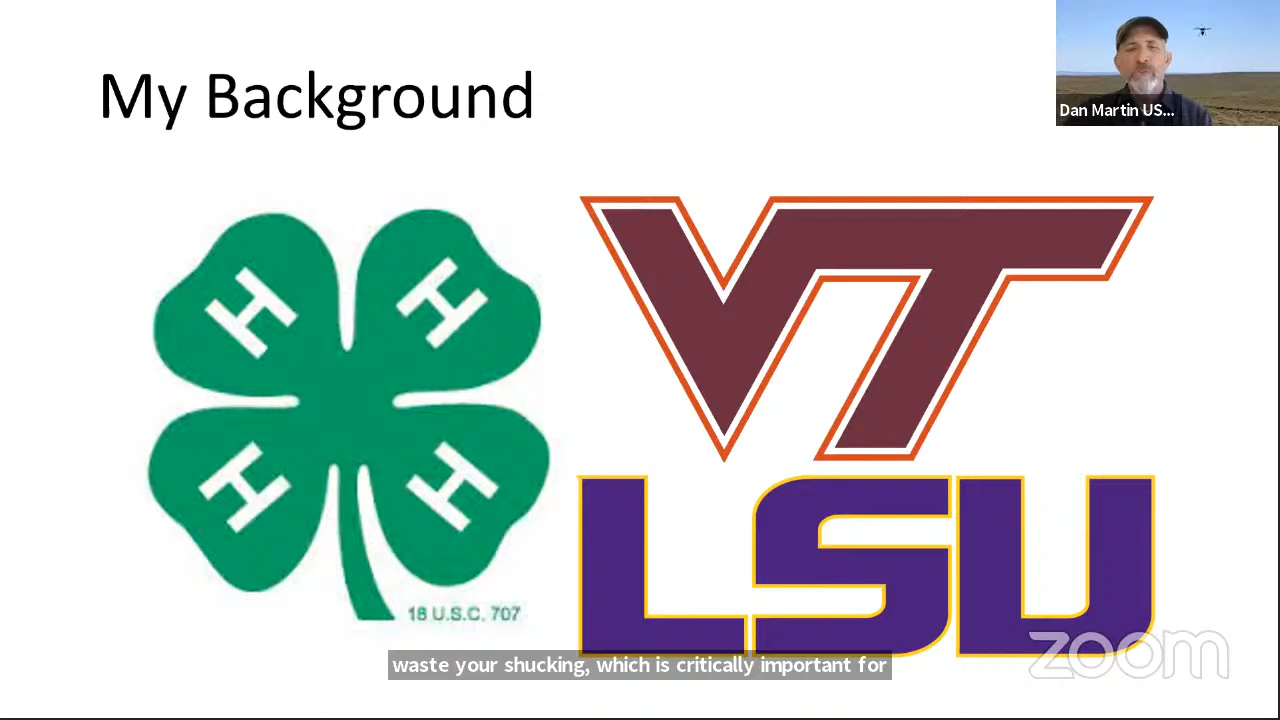 My Background
Dan Martin US...
H H
H H
18 U.S.C. 707
VT
LSU
waste your shucking, which is critically important for
zoom